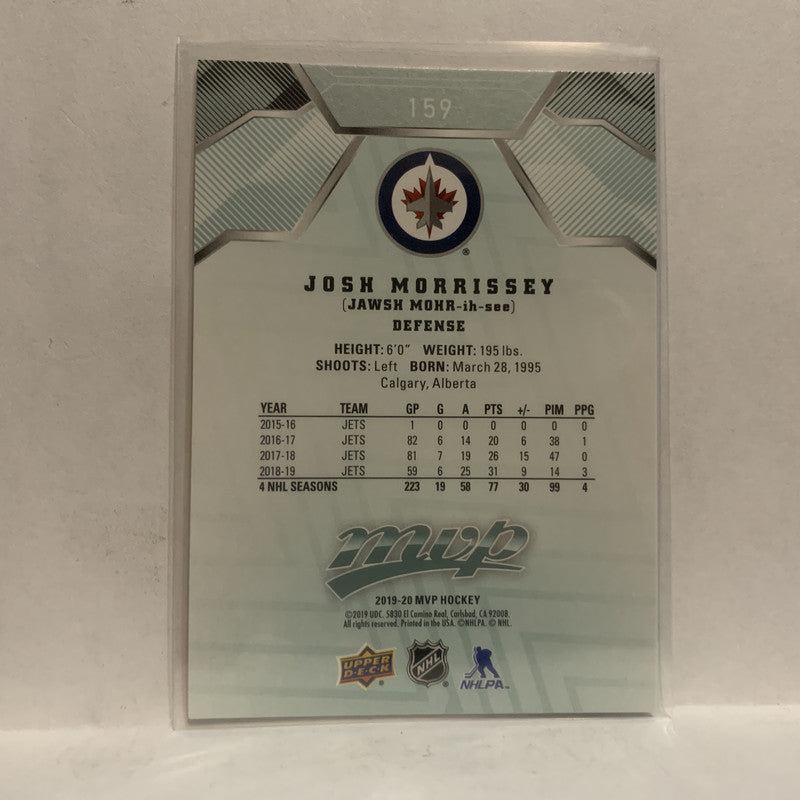 159
JOSH MORRISSEY
(JAWSH MOHR-ih-see)
DEFENSE
HEIGHT: 6'0" WEIGHT: 195 lbs.
SHOOTS: Left BORN: March 28, 1995
Calgary, Alberta
YEAR TEAM GP G A PTS +/- PIM PPG
2015-16 JETS 1 0 0 0 0 0 0
2016-17 JETS 82 6 14 20 6 38 1
2017-18 JETS 81 7 19 26 15 47 0
2018-19 JETS 59 6 25 31 9 14 3
4 NHL SEASONS 223 19 58 77 30 99 4
mvp
2019-20 MVP HOCKEY
©2019 UDC. 5830 El Camino Real, Carlsbad, CA 92008.
All rights reserved. Printed in the USA. ©NHLPA. © NHL.
UPPER DECK ® NHL ® NHLPA™